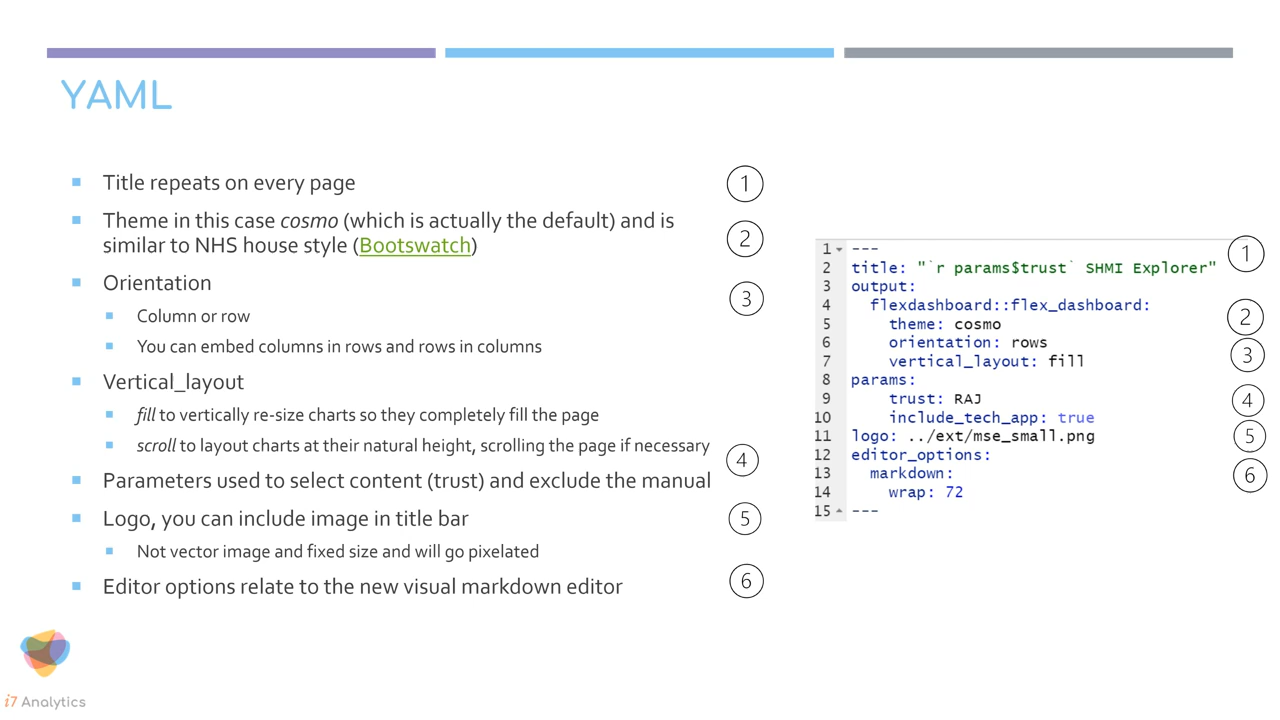 YAML
Title repeats on every page
1
Theme in this case cosmo (which is actually the default) and is
similar to NHS house style (Bootswatch)
2
Orientation
3
Column or row
You can embed columns in rows and rows in columns
Vertical_layout
fill to vertically re-size charts so they completely fill the page
scroll to layout charts at their natural height, scrolling the page if necessary
4
Parameters used to select content (trust) and exclude the manual
Logo, you can include image in title bar
5
Not vector image and fixed size and will go pixelated
Editor options relate to the new visual markdown editor
6
1 ---
1
2 title: "`r params$trust` SHMI Explorer"
3 output:
4 flexdashboard::flex_dashboard:
2
5 theme: cosmo
6 orientation: rows
3
7 vertical_layout: fill
8 params:
9 trust: RAJ
4
10 include_tech_app: true
11 logo: ../ext/mse_small.png
5
12 editor_options:
13 markdown:
6
14 wrap: 72
15 ---
i7 Analytics